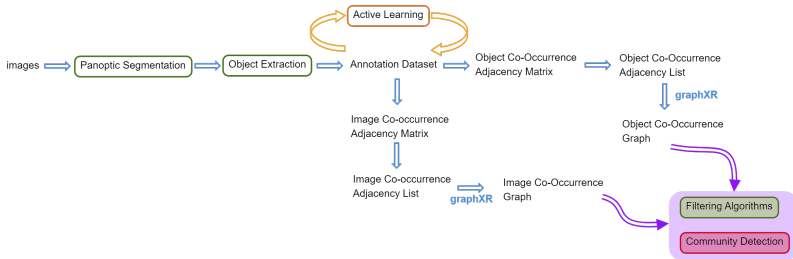 Active Learning
images
Panoptic Segmentation
Object Extraction
Annotation Dataset
Object Co-Occurrence
Adjacency Matrix
Object Co-Occurrence
Adjacency List
graphXR
Object Co-Occurrence
Graph
Image Co-occurrence
Adjacency Matrix
Image Co-occurrence
Adjacency List
graphXR
Image Co-Occurrence
Graph
Filtering Algorithms
Community Detection